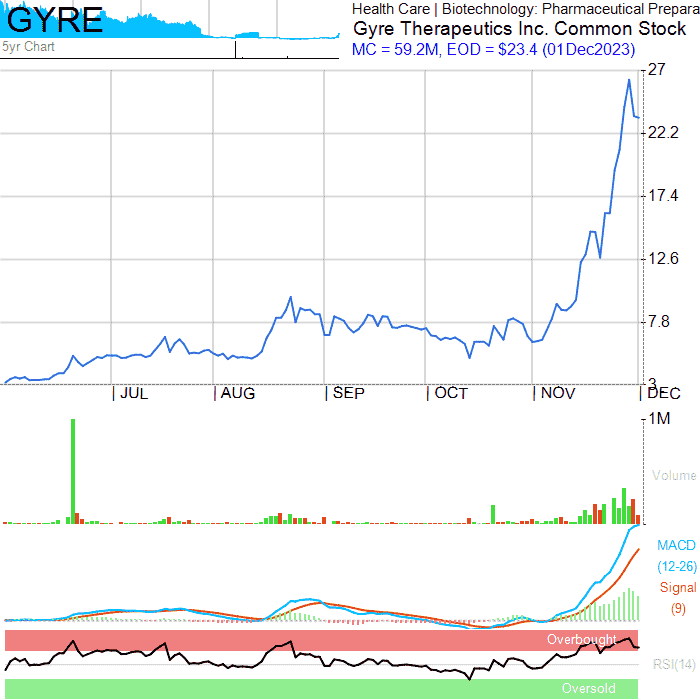 GYRE
5yr Chart
Health Care | Biotechnology: Pharmaceutical Prepara
Gyre Therapeutics Inc. Common Stock
MC = 59.2M, EOD = $23.4 (01Dec2023)
27
22.2
17.4
12.6
7.8
3
JUL AUG SEP OCT NOV DEC
1M
Volume
MACD
(12-26)
Signal
(9)
Overbought
RSI(14)
Oversold